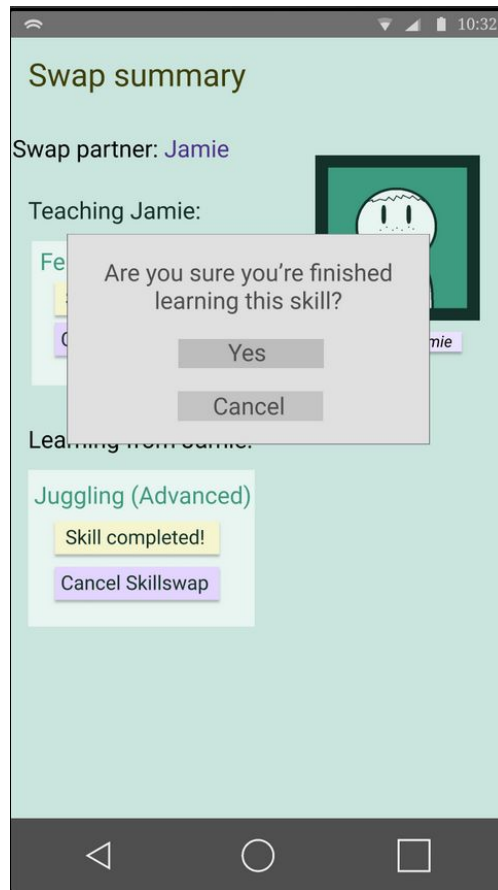 10:32
Swap summary
Swap partner: Jamie
Teaching Jamie:
Are you sure you’re finished
learning this skill?
Yes
Cancel
Juggling (Advanced)
Skill completed!
Cancel Skillswap